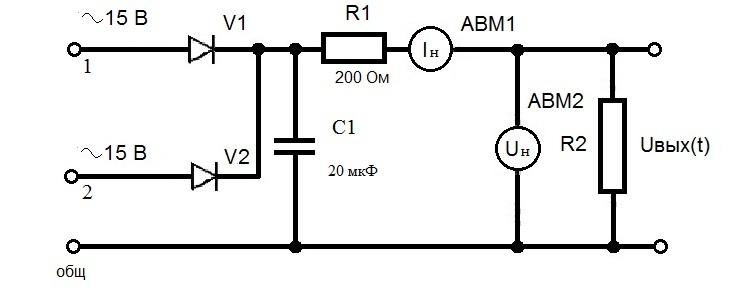 ~15 В
V1
R1
АВМ1
1
200 Ом
Iн
~15 В
V2
C1
20 мкФ
АВМ2
Uн
R2
Uвых(t)
2
общ